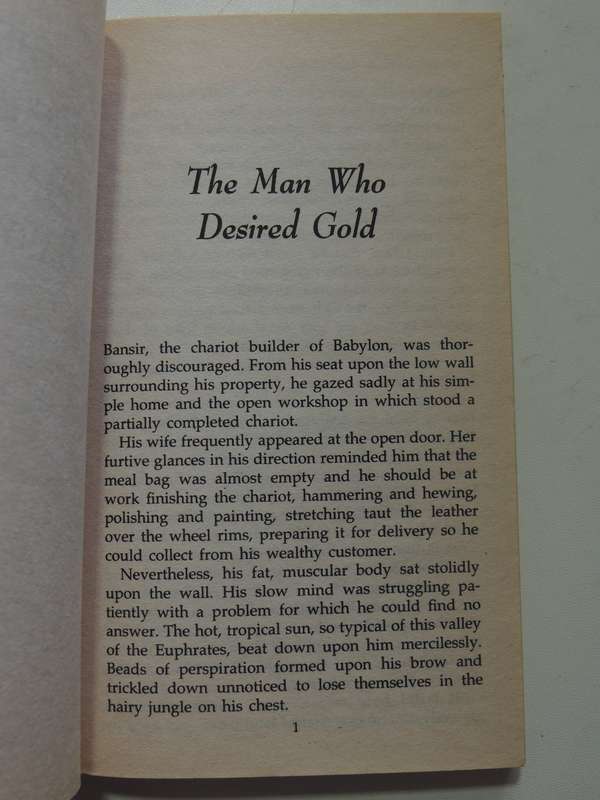 The Man Who
Desired Gold
Bansir, the chariot builder of Babylon, was thor-
oughly discouraged. From his seat upon the low wall
surrounding his property, he gazed sadly at his sim-
ple home and the open workshop in which stood a
partially completed chariot.
His wife frequently appeared at the open door. Her
furtive glances in his direction reminded him that the
meal bag was almost empty and he should be at
work finishing the chariot, hammering and hewing,
polishing and painting, stretching taut the leather
over the wheel rims, preparing it for delivery so he
could collect from his wealthy customer.
Nevertheless, his fat, muscular body sat stolidly
upon the wall. His slow mind was struggling pa-
tiently with a problem for which he could find no
answer. The hot, tropical sun, so typical of this valley
of the Euphrates, beat down upon him mercilessly.
Beads of perspiration formed upon his brow and
trickled down unnoticed to lose themselves in the
hairy jungle on his chest.
1